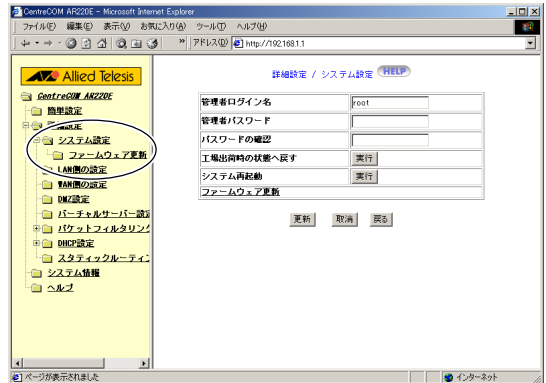 CentreCOM AR220E - Microsoft Internet Explorer
ファイル(F) 編集(E) 表示(V) お気に入り(A) ツール(T) ヘルプ(H)
アドレス(D) http://192.168.1.1
Allied Telesis
CentreCOM AR220E
簡単設定
詳細設定
システム設定
ファームウェア更新
LAN側の設定
WAN側の設定
DMZ設定
バーチャルサーバー設定
パケットフィルタリング
DHCP設定
スタティックルーティン
システム情報
ヘルプ
詳細設定 / システム設定 HELP
管理者ログイン名 root
管理者パスワード
パスワードの確認
工場出荷時の状態へ戻す 実行
システム再起動 実行
ファームウェア更新
更新 取消 戻る
ページが表示されました インターネット